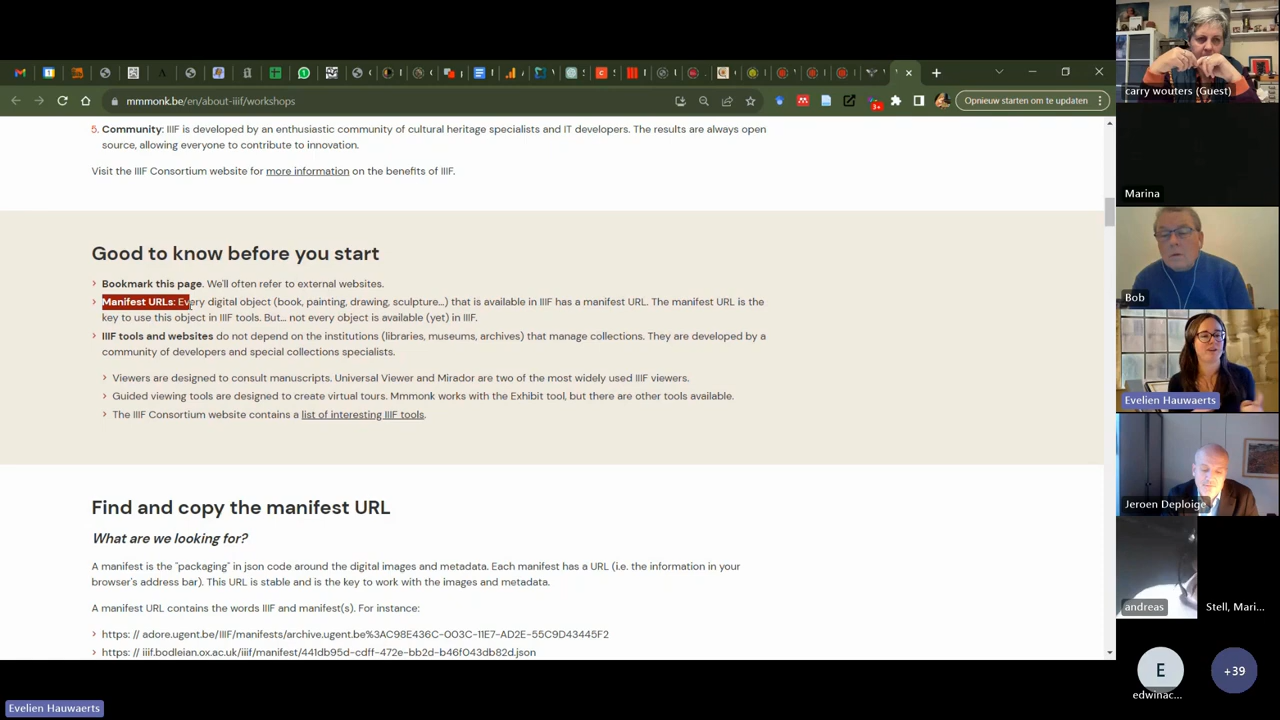 mmmonk.be/en/about-iiif/workshops
Opnieuw starten om te updaten
5. Community: IIIF is developed by an enthusiastic community of cultural heritage specialists and IT developers. The results are always open
source, allowing everyone to contribute to innovation.
Visit the IIIF Consortium website for more information on the benefits of IIIF.
Good to know before you start
Bookmark this page. We'll often refer to external websites.
Manifest URLs: Every digital object (book, painting, drawing, sculpture...) that is available in IIIF has a manifest URL. The manifest URL is the
key to use this object in IIIF tools. But... not every object is available (yet) in IIIF.
IIIF tools and websites do not depend on the institutions (libraries, museums, archives) that manage collections. They are developed by a
community of developers and special collections specialists.
Viewers are designed to consult manuscripts. Universal Viewer and Mirador are two of the most widely used IIIF viewers.
Guided viewing tools are designed to create virtual tours. Mmmonk works with the Exhibit tool, but there are other tools available.
The IIIF Consortium website contains a list of interesting IIIF tools.
Find and copy the manifest URL
What are we looking for?
A manifest is the "packaging" in json code around the digital images and metadata. Each manifest has a URL (i.e. the information in your
browser's address bar). This URL is stable and is the key to work with the images and metadata.
A manifest URL contains the words IIIF and manifest(s). For instance:
https: // adore.ugent.be/IIIF/manifests/archive.ugent.be%3AC98E436C-003C-11E7-AD2E-55C9D43445F2
https: // iiif.bodleian.ox.ac.uk/iiif/manifest/441db95d-cdff-472e-bb2d-b46f043db82d.json
carry wouters (Guest)
Marina
Bob
Evelien Hauwaerts
Jeroen Deploige
andreas
Stell, Mari...
E
edwinac...
+39
Evelien Hauwaerts